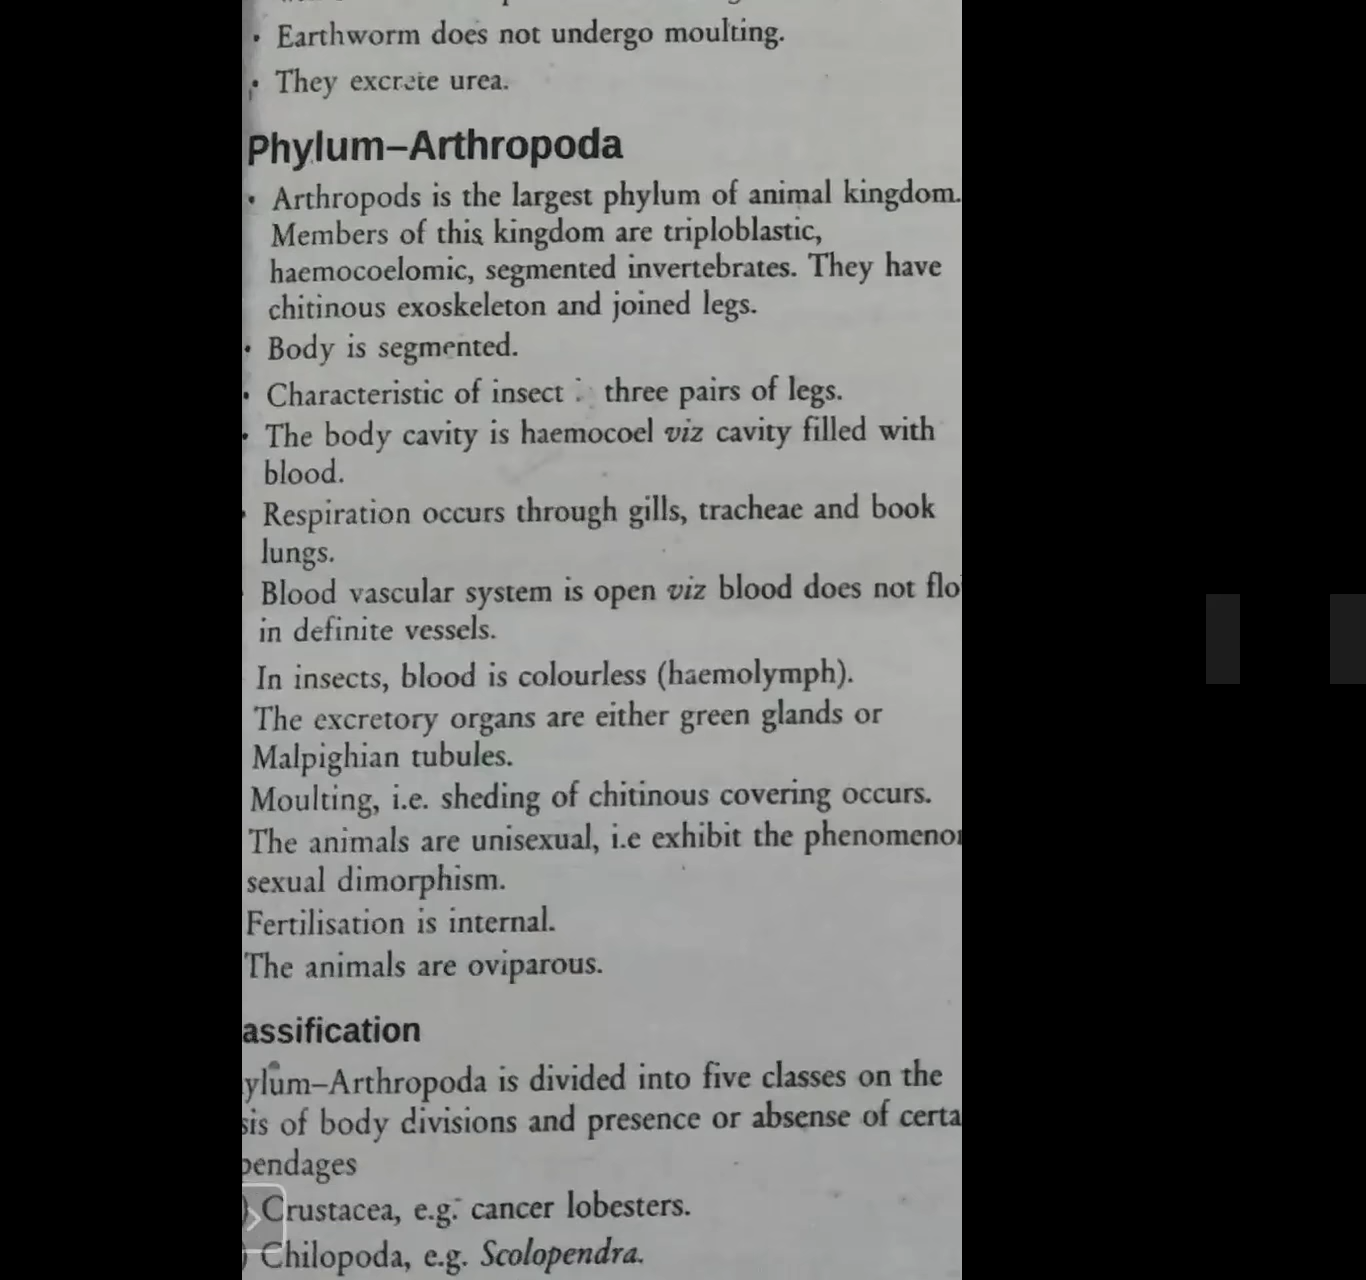 • Earthworm does not undergo moulting.
• They excrete urea.
Phylum–Arthropoda
• Arthropods is the largest phylum of animal kingdom.
Members of this kingdom are triploblastic,
haemocoelomic, segmented invertebrates. They have
chitinous exoskeleton and joined legs.
• Body is segmented.
• Characteristic of insect : three pairs of legs.
• The body cavity is haemocoel viz cavity filled with
blood.
• Respiration occurs through gills, tracheae and book
lungs.
Blood vascular system is open viz blood does not flo
in definite vessels.
In insects, blood is colourless (haemolymph).
The excretory organs are either green glands or
Malpighian tubules.
Moulting, i.e. sheding of chitinous covering occurs.
The animals are unisexual, i.e exhibit the phenomenon
sexual dimorphism.
Fertilisation is internal.
The animals are oviparous.
assification
ylum–Arthropoda is divided into five classes on the
sis of body divisions and presence or absense of certa
pendages
) Crustacea, e.g. cancer lobesters.
) Chilopoda, e.g. Scolopendra.